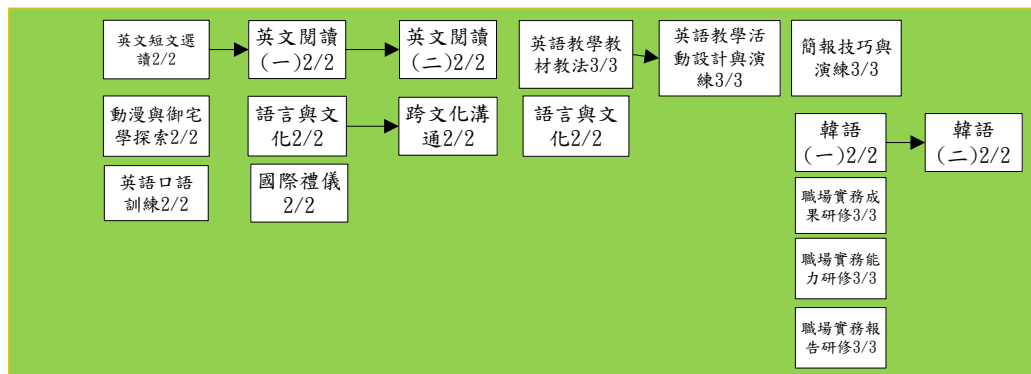 英文短文選
讀2/2
英文閱讀
(一)2/2
英文閱讀
(二)2/2
英語教學教
材教法3/3
英語教學活
動設計與演
練3/3
簡報技巧與
演練3/3
動漫與御宅
學探索2/2
語言與文
化2/2
跨文化溝
通2/2
語言與文
化2/2
韓語
(一)2/2
韓語
(二)2/2
英語口語
訓練2/2
國際禮儀
2/2
職場實務成
果研修3/3
職場實務能
力研修3/3
職場實務報
告研修3/3